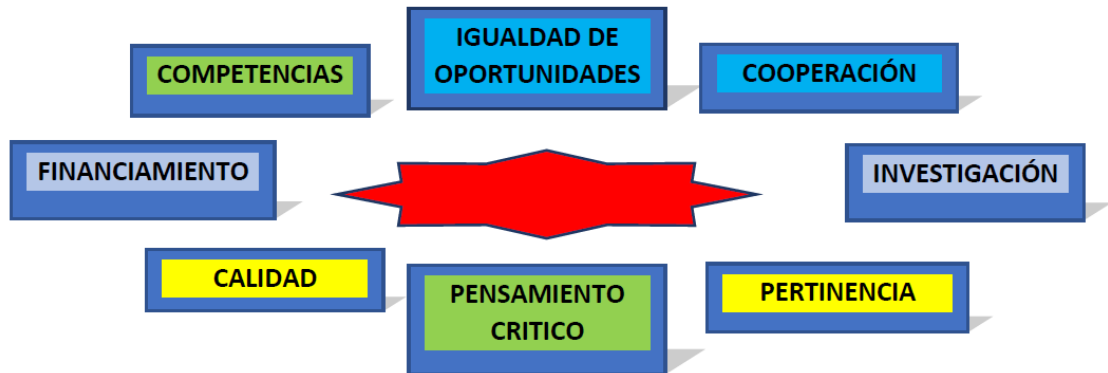 COMPETENCIAS
IGUALDAD DE
OPORTUNIDADES
COOPERACIÓN
FINANCIAMIENTO
INVESTIGACIÓN
CALIDAD
PENSAMIENTO
CRITICO
PERTINENCIA